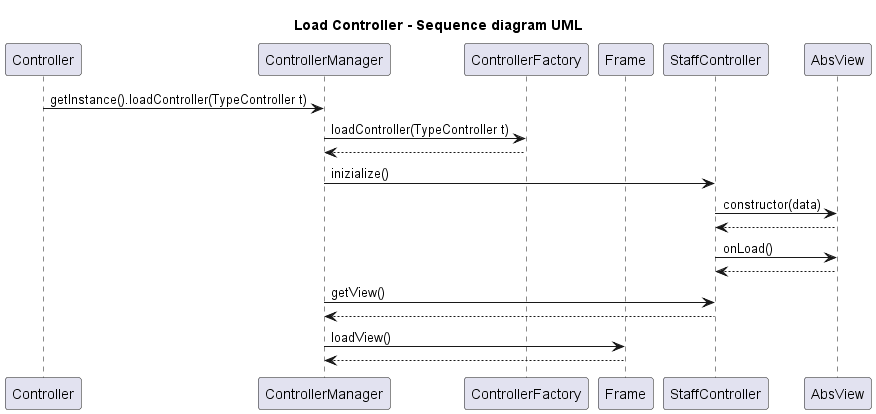 Load Controller - Sequence diagram UML
Controller ControllerManager ControllerFactory Frame StaffController AbsView
getInstance().loadController(TypeController t)
loadController(TypeController t)
inizialize()
constructor(data)
onLoad()
getView()
loadView()
Controller ControllerManager ControllerFactory Frame StaffController AbsView